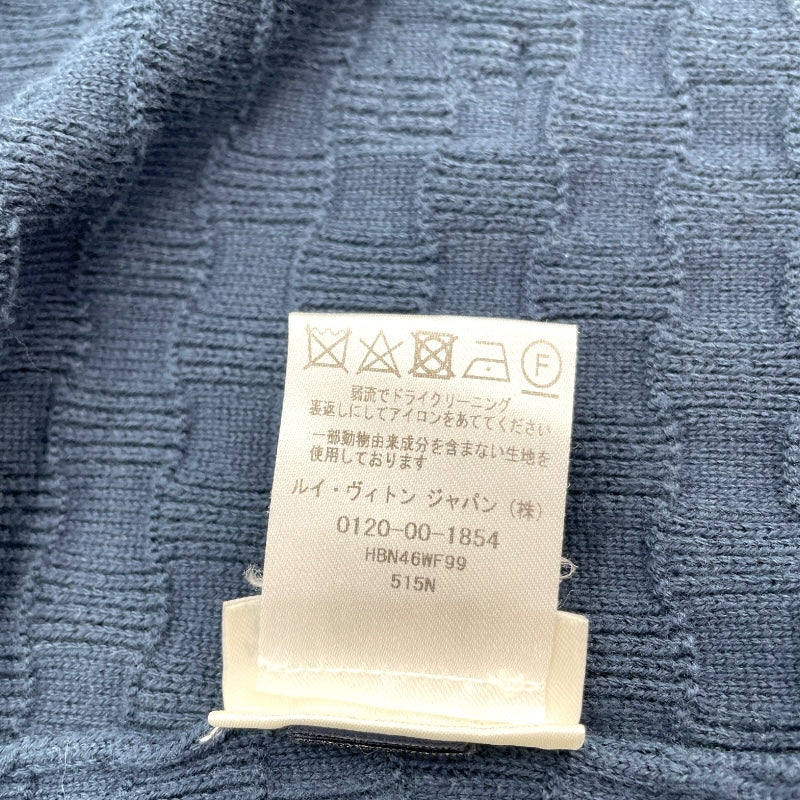 F
弱流でドライクリーニング
裏返しにしてアイロンをあててください
一部動物由来成分を含まない生地を
使用しております
ルイ・ヴィトン ジャパン（株）
0120-00-1854
HBN46WF99
515N